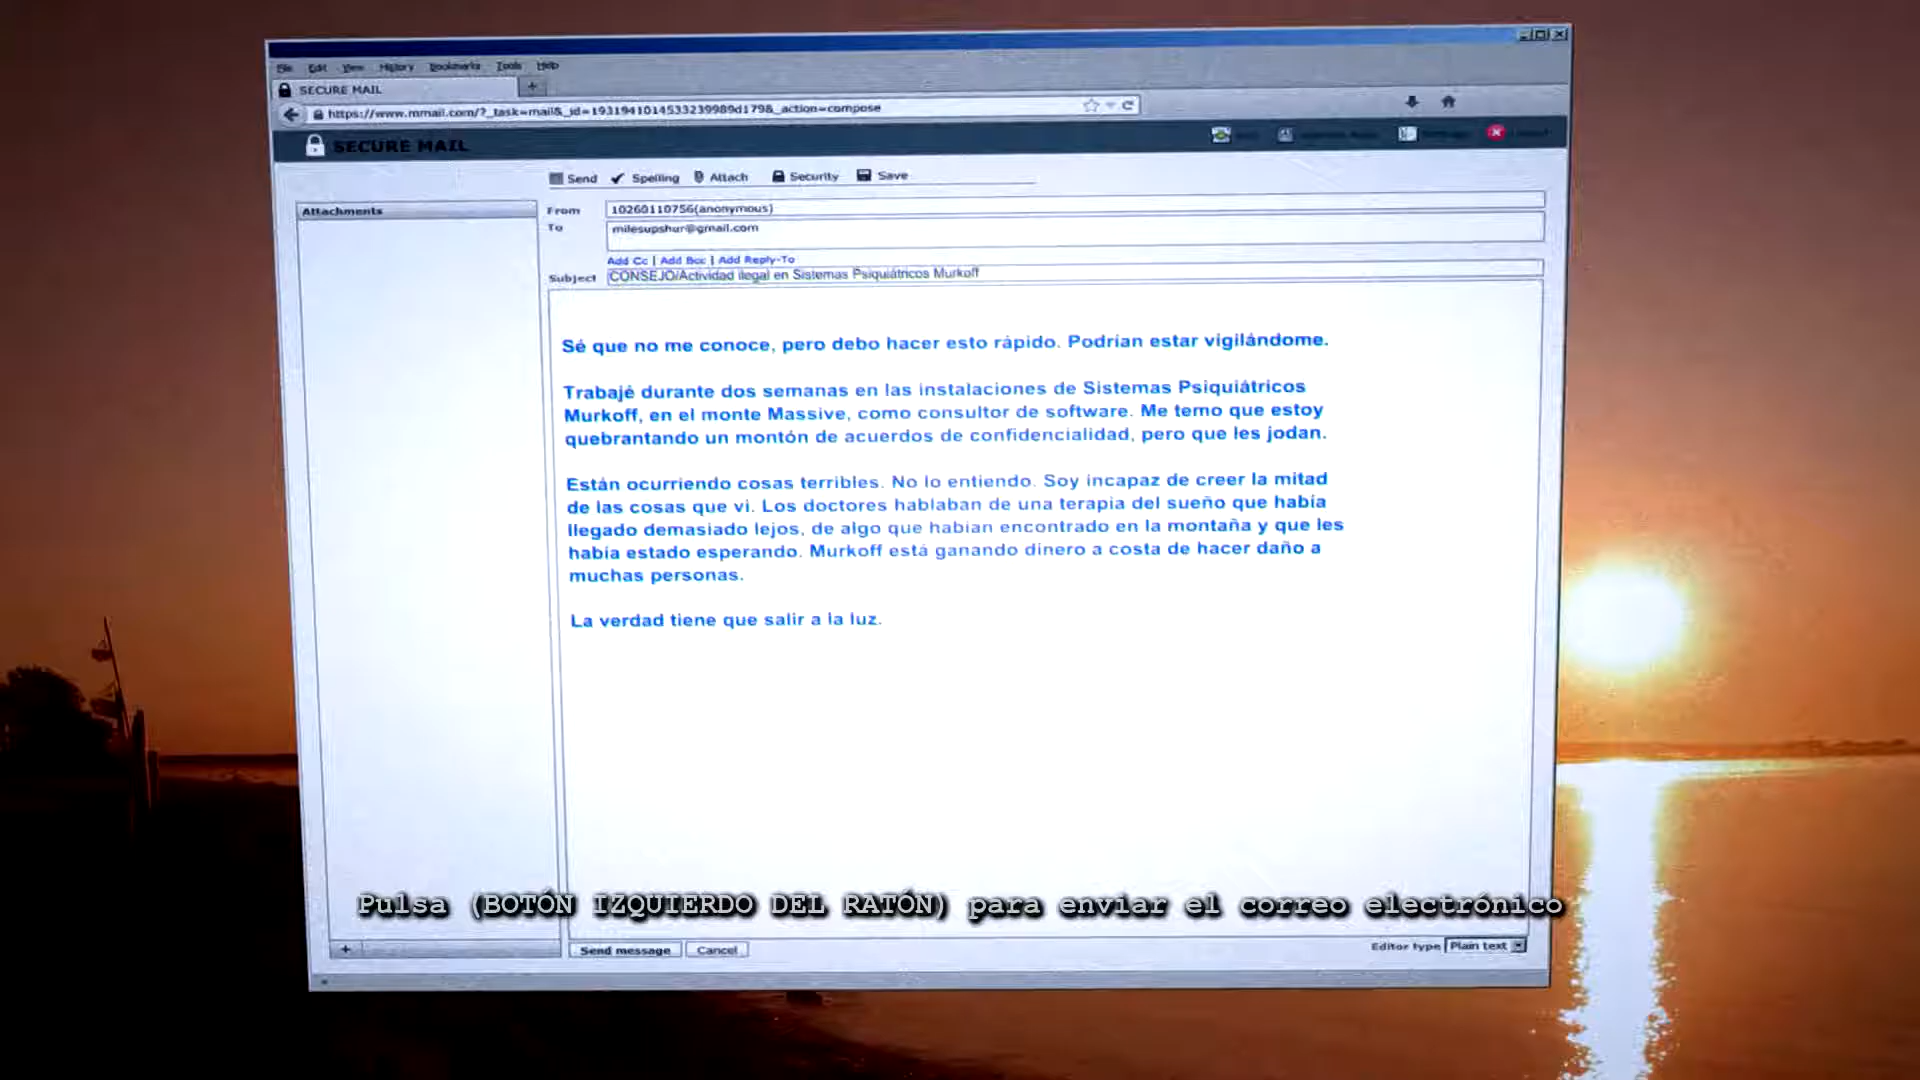 File Edit View History Bookmarks Tools Help
SECURE MAIL +
https://www.mmail.com/?_task=mail&_id=1931941014533239989d179&_action=compose
SECURE MAIL
Send Spelling Attach Security Save
Attachments
From 10260110756(anonymous)
To milesupshur@gmail.com
Add Cc | Add Bcc | Add Reply-To
Subject CONSEJO/Actividad ilegal en Sistemas Psiquiátricos Murkoff
Sé que no me conoce, pero debo hacer esto rápido. Podrían estar vigilándome.
Trabajé durante dos semanas en las instalaciones de Sistemas Psiquiátricos
Murkoff, en el monte Massive, como consultor de software. Me temo que estoy
quebrantando un montón de acuerdos de confidencialidad, pero que les jodan.
Están ocurriendo cosas terribles. No lo entiendo. Soy incapaz de creer la mitad
de las cosas que vi. Los doctores hablaban de una terapia del sueño que había
llegado demasiado lejos, de algo que habían encontrado en la montaña y que les
había estado esperando. Murkoff está ganando dinero a costa de hacer daño a
muchas personas.
La verdad tiene que salir a la luz.
Pulsa (BOTÓN IZQUIERDO DEL RATÓN) para enviar el correo electrónico
+
Send message Cancel
Editor type Plain text